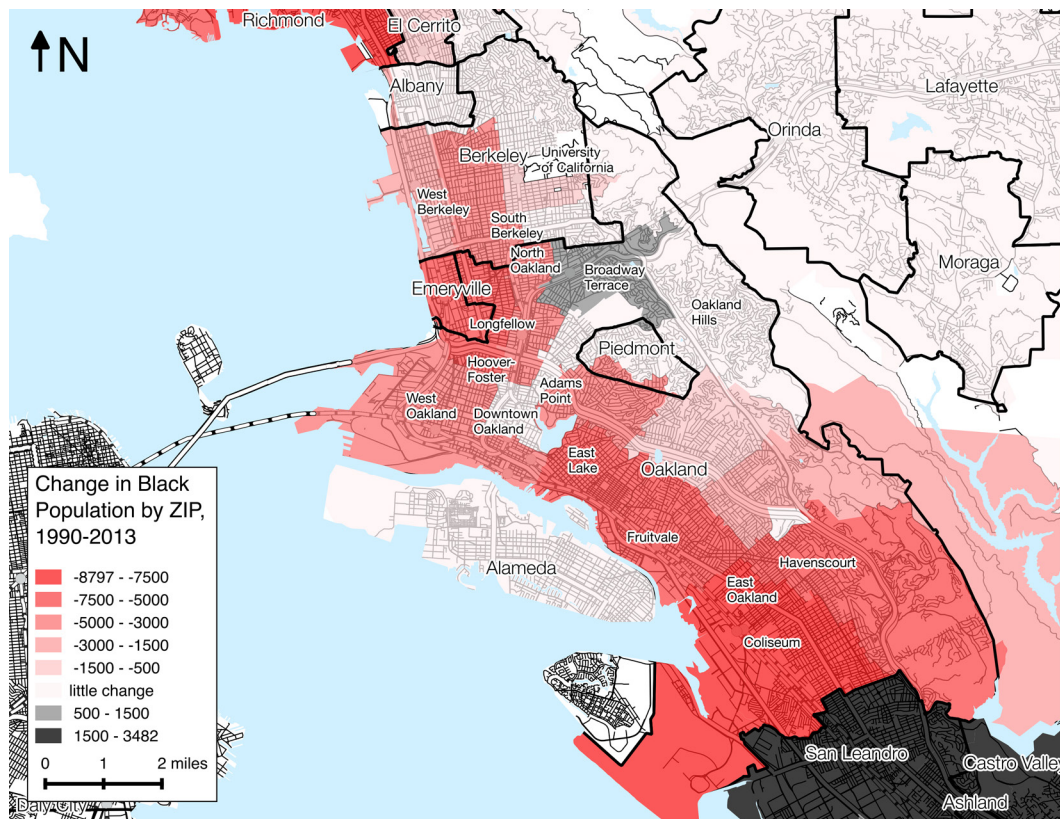 Richmond
El Cerrito
N
Albany
Lafayette
Orinda
Berkeley
University
of California
West
Berkeley
South
Berkeley
North
Oakland
Broadway
Terrace
Moraga
Emeryville
Oakland
Hills
Longfellow
Piedmont
Hoover-
Foster
Adams
Point
West
Oakland
Downtown
Oakland
East
Lake
Oakland
Change in Black
Population by ZIP,
1990-2013
-8797 - -7500
-7500 - -5000
-5000 - -3000
-3000 - -1500
-1500 - -500
little change
500 - 1500
1500 - 3482
0 1 2 miles
Fruitvale
Havenscourt
Alameda
East
Oakland
Coliseum
San Leandro
Castro Valley
Ashland
Daly City